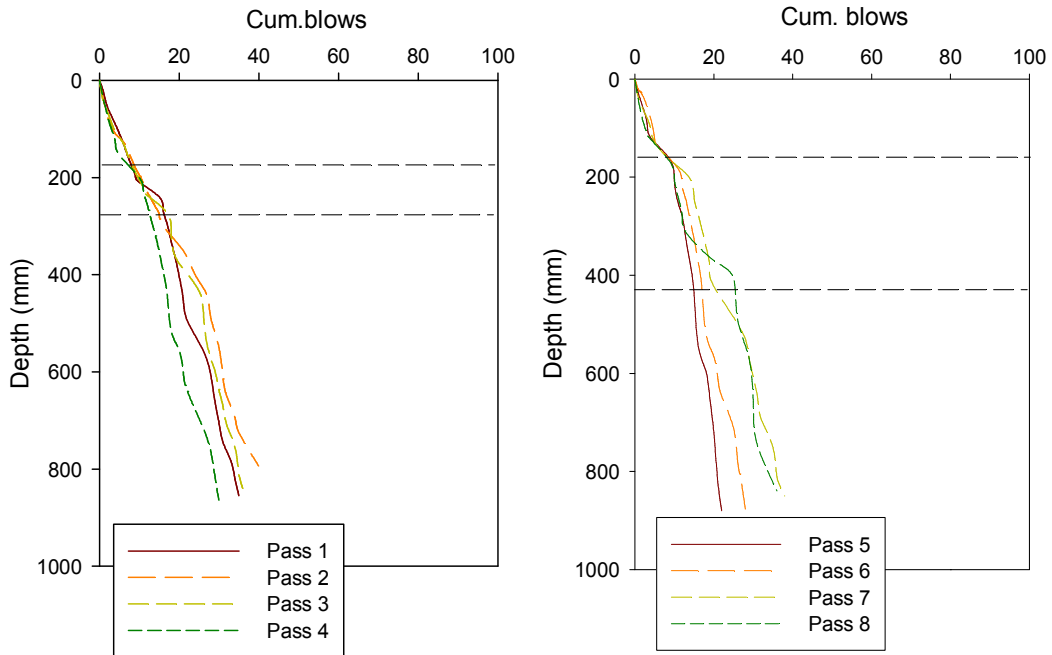 Cum.blows
0 20 40 60 80 100
0
200
400
600
800
1000
Depth (mm)
Pass 1
Pass 2
Pass 3
Pass 4
Cum. blows
0 20 40 60 80 100
0
200
400
600
800
1000
Depth (mm)
Pass 5
Pass 6
Pass 7
Pass 8